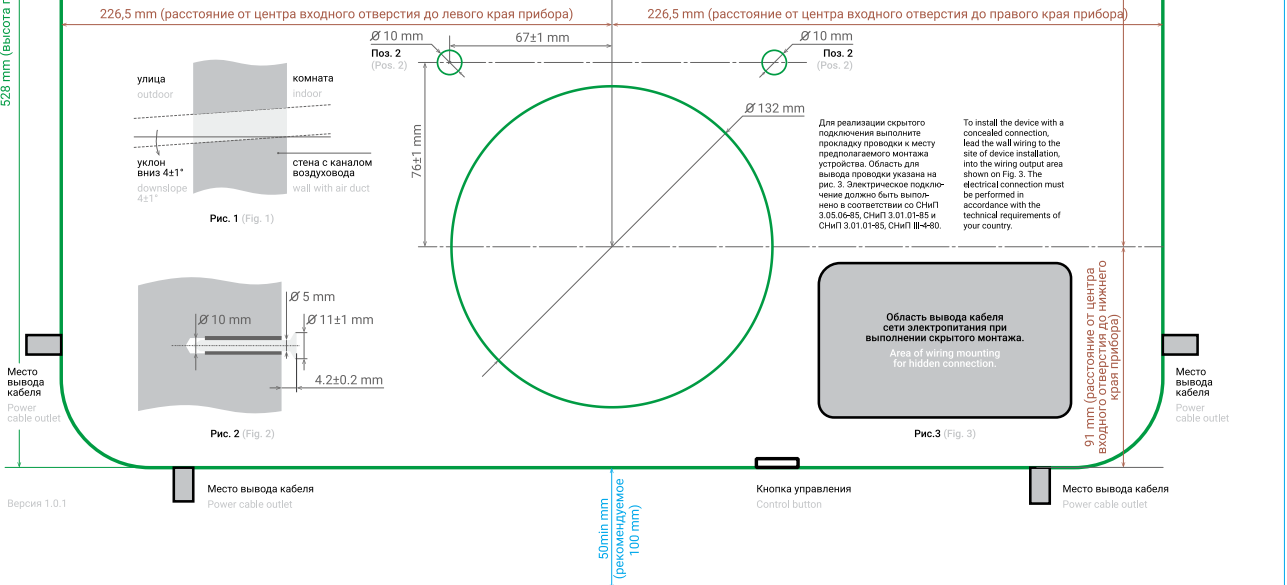 226,5 mm (расстояние от центра входного отверстия до левого края прибора)
226,5 mm (расстояние от центра входного отверстия до правого края прибора)
528 mm (высота
Ø 10 mm
Поз. 2
(Pos. 2)
67±1 mm
Ø 10 mm
Поз. 2
(Pos. 2)
улица
outdoor
комната
indoor
уклон
вниз 4±1°
downslope
4±1°
стена с каналом
воздуховода
wall with air duct
Рис. 1 (Fig. 1)
76±1 mm
Ø 132 mm
Для реализации скрытого
подключения выполните
прокладку проводки к месту
предполагаемого монтажа
устройства. Область для
вывода проводки указана на
рис. 3. Электрическое подклю-
чение должно быть выпол-
нено в соответствии со СНиП
3.05.06-85, СНиП 3.01.01-85 и
СНиП 3.01.01-85, СНиП III-4-80.
To install the device with a
concealed connection,
lead the wall wiring to the
site of device installation,
into the wiring output area
shown on Fig. 3. The
electrical connection must
be performed in
accordance with the
technical requirements of
your country.
Ø 10 mm
Ø 5 mm
Ø 11±1 mm
4.2±0.2 mm
Рис. 2 (Fig. 2)
Область вывода кабеля
сети электропитания при
выполнении скрытого монтажа.
Area of wiring mounting
for hidden connection.
Рис.3 (Fig. 3)
91 mm (расстояние от центра
входного отверстия до нижнего
края прибора)
Место
вывода
кабеля
Power
cable outlet
Место
вывода
кабеля
Power
cable outlet
Версия 1.0.1
Место вывода кабеля
Power cable outlet
50min mm
(рекомендуемое
100 mm)
Кнопка управления
Control button
Место вывода кабеля
Power cable outlet